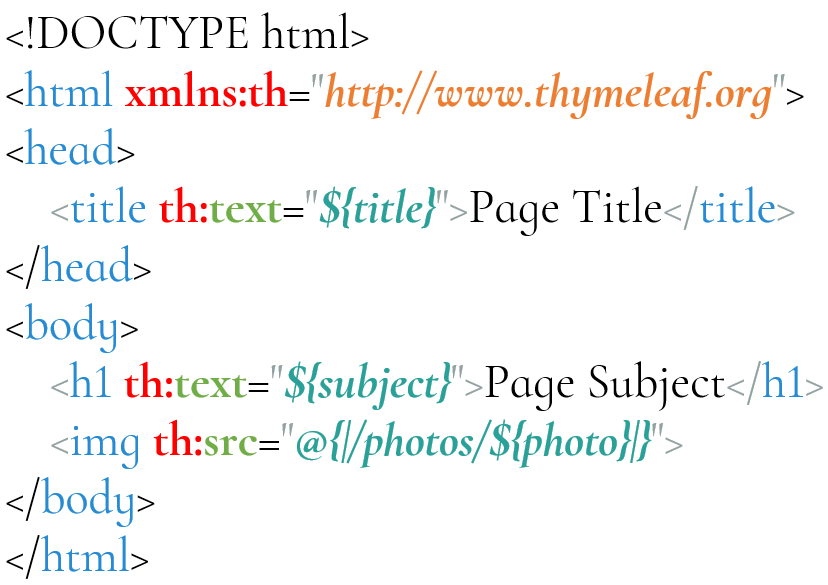 <!DOCTYPE html>
<html xmlns:th="http://www.thymeleaf.org">
<head>
<title th:text="${title}">Page Title</title>
</head>
<body>
<h1 th:text="${subject}">Page Subject</h1>
<img th:src="@{|/photos/${photo}|}">
</body>
</html>